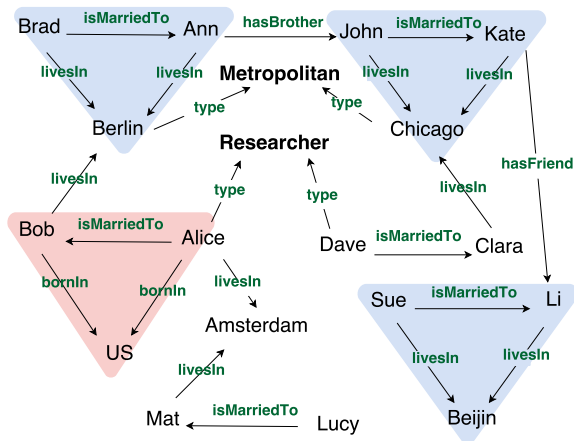 Brad isMarriedTo Ann hasBrother John isMarriedTo Kate
livesIn livesIn Metropolitan livesIn livesIn
Berlin type type Chicago
Researcher
livesIn type type livesIn hasFriend
Bob isMarriedTo Alice Dave isMarriedTo Clara
bornIn bornIn livesIn Sue isMarriedTo Li
US Amsterdam
livesIn livesIn livesIn
Mat isMarriedTo Lucy Beijin